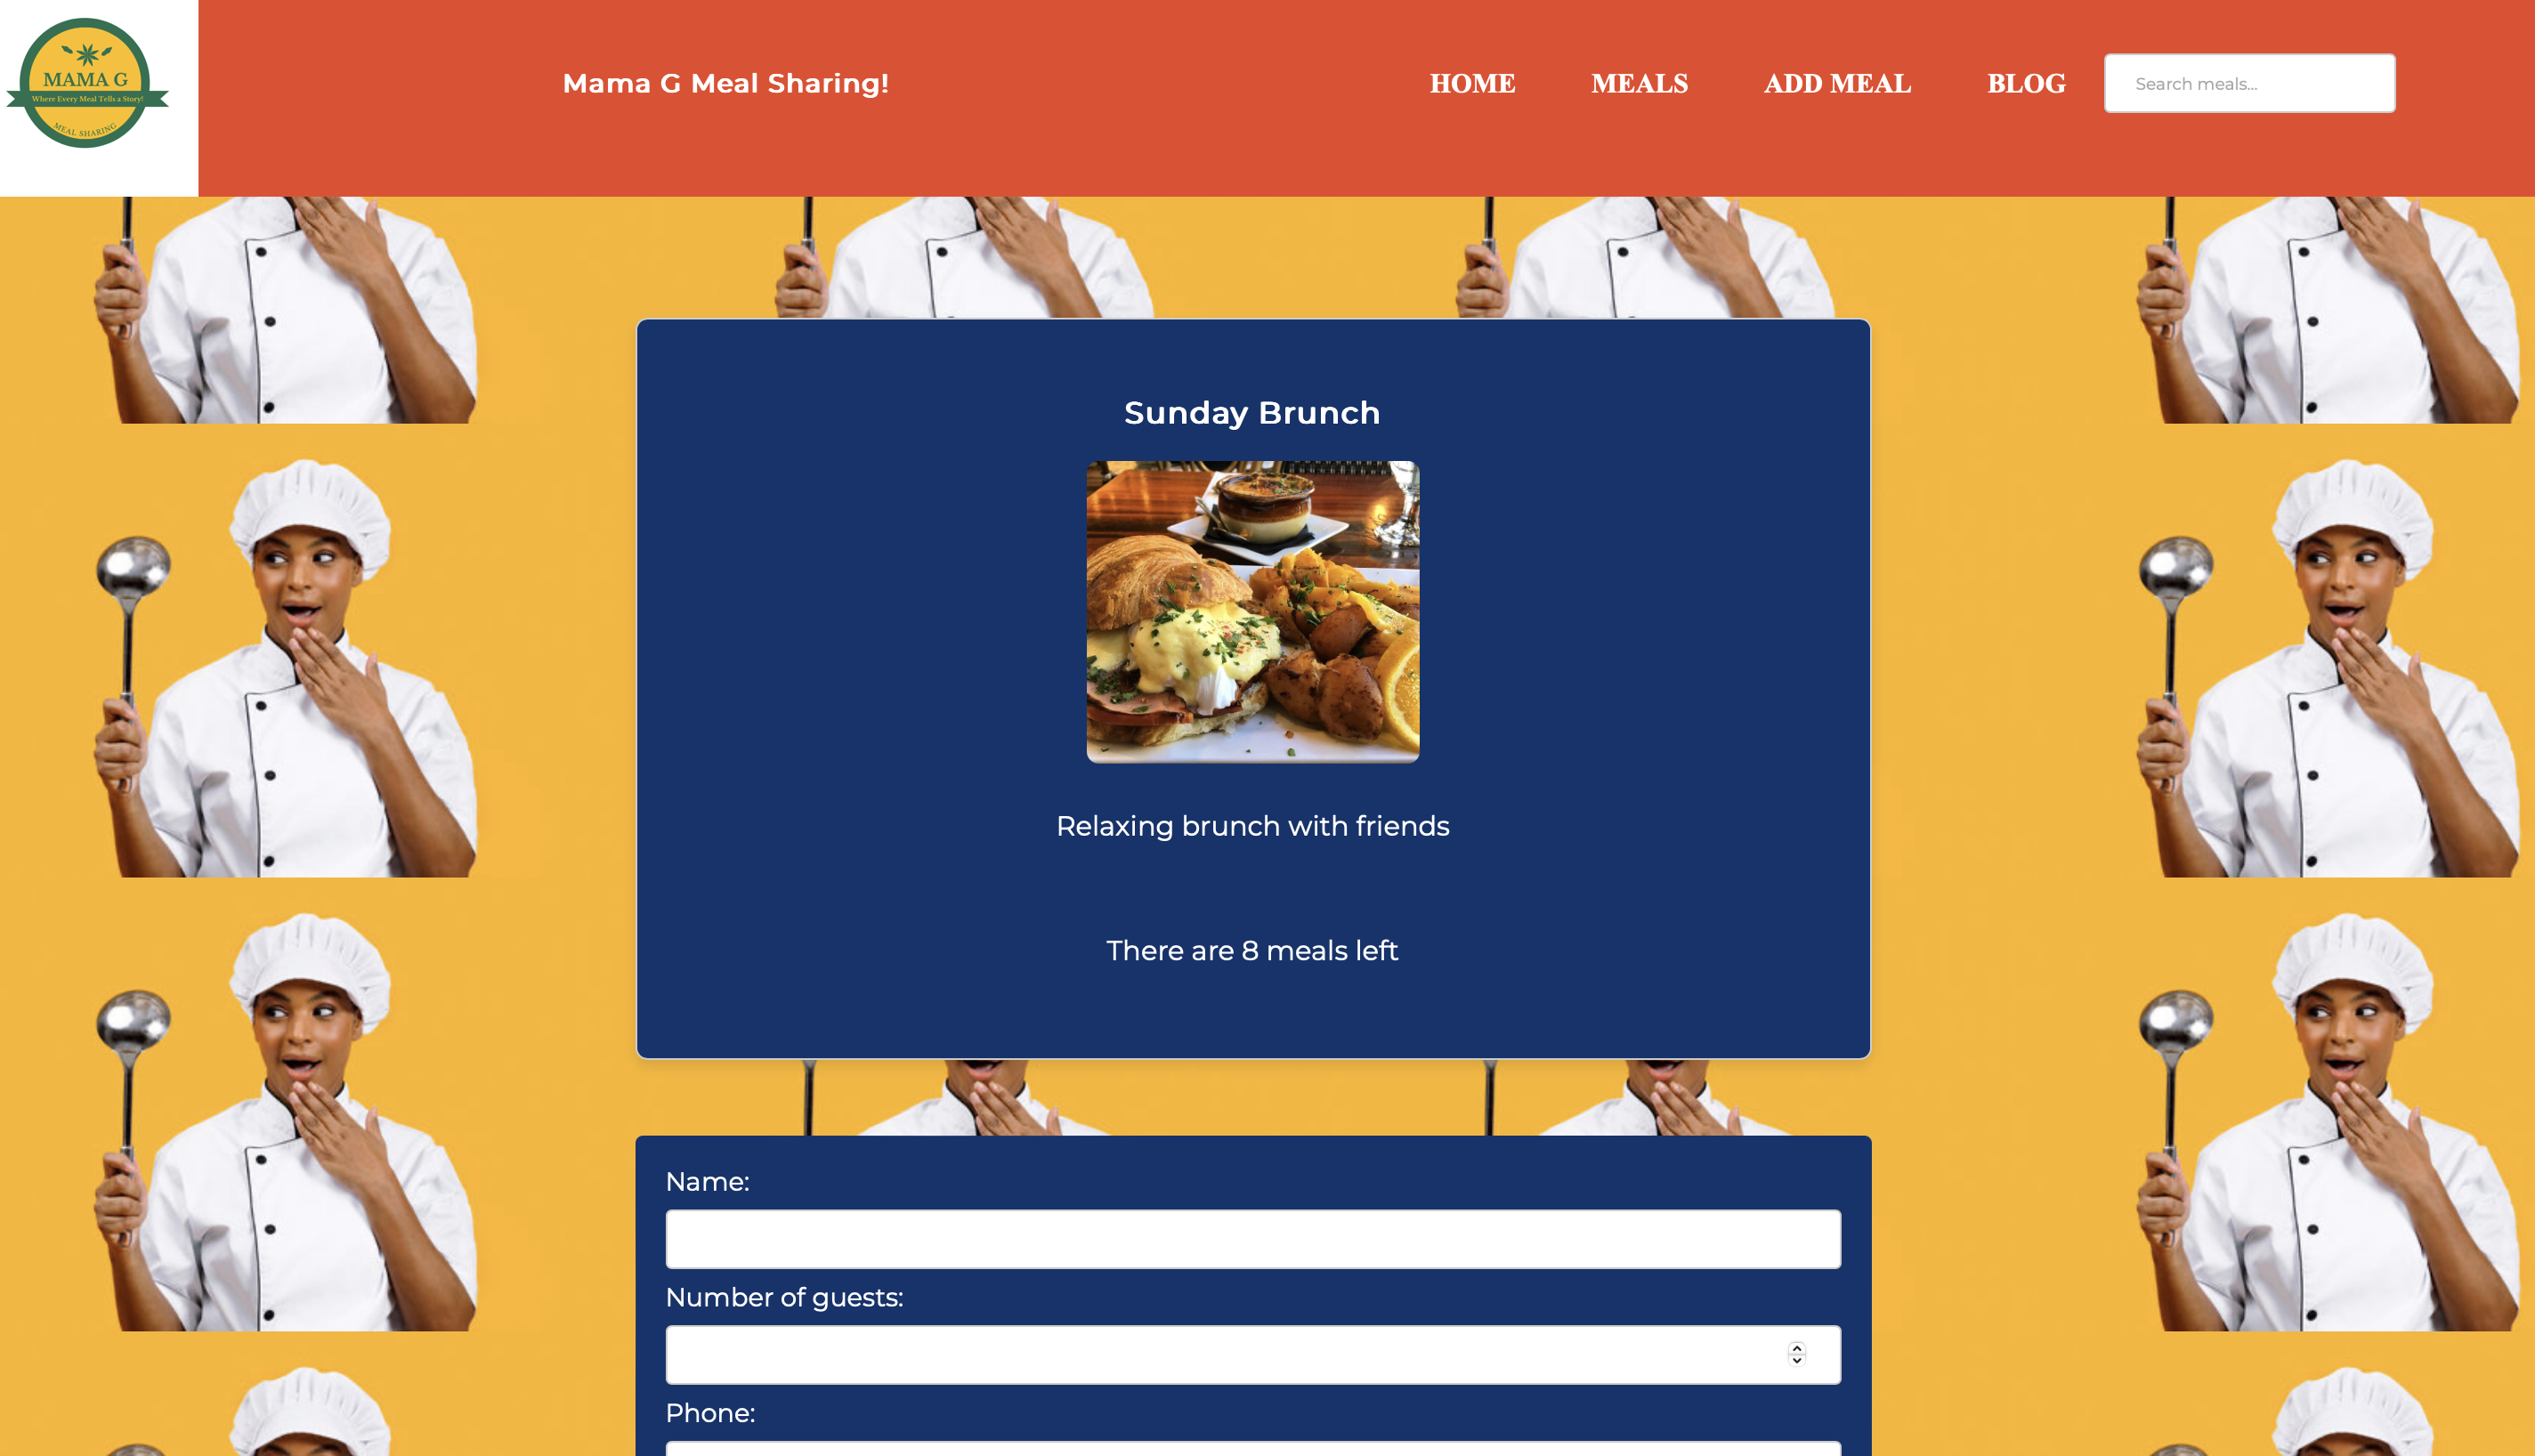 MAMA G
Where Every Meal Tells a Story!
MEAL SHARING
Mama G Meal Sharing!
HOME
MEALS
ADD MEAL
BLOG
Search meals...
Sunday Brunch
Relaxing brunch with friends
There are 8 meals left
Name:
Number of guests:
Phone: